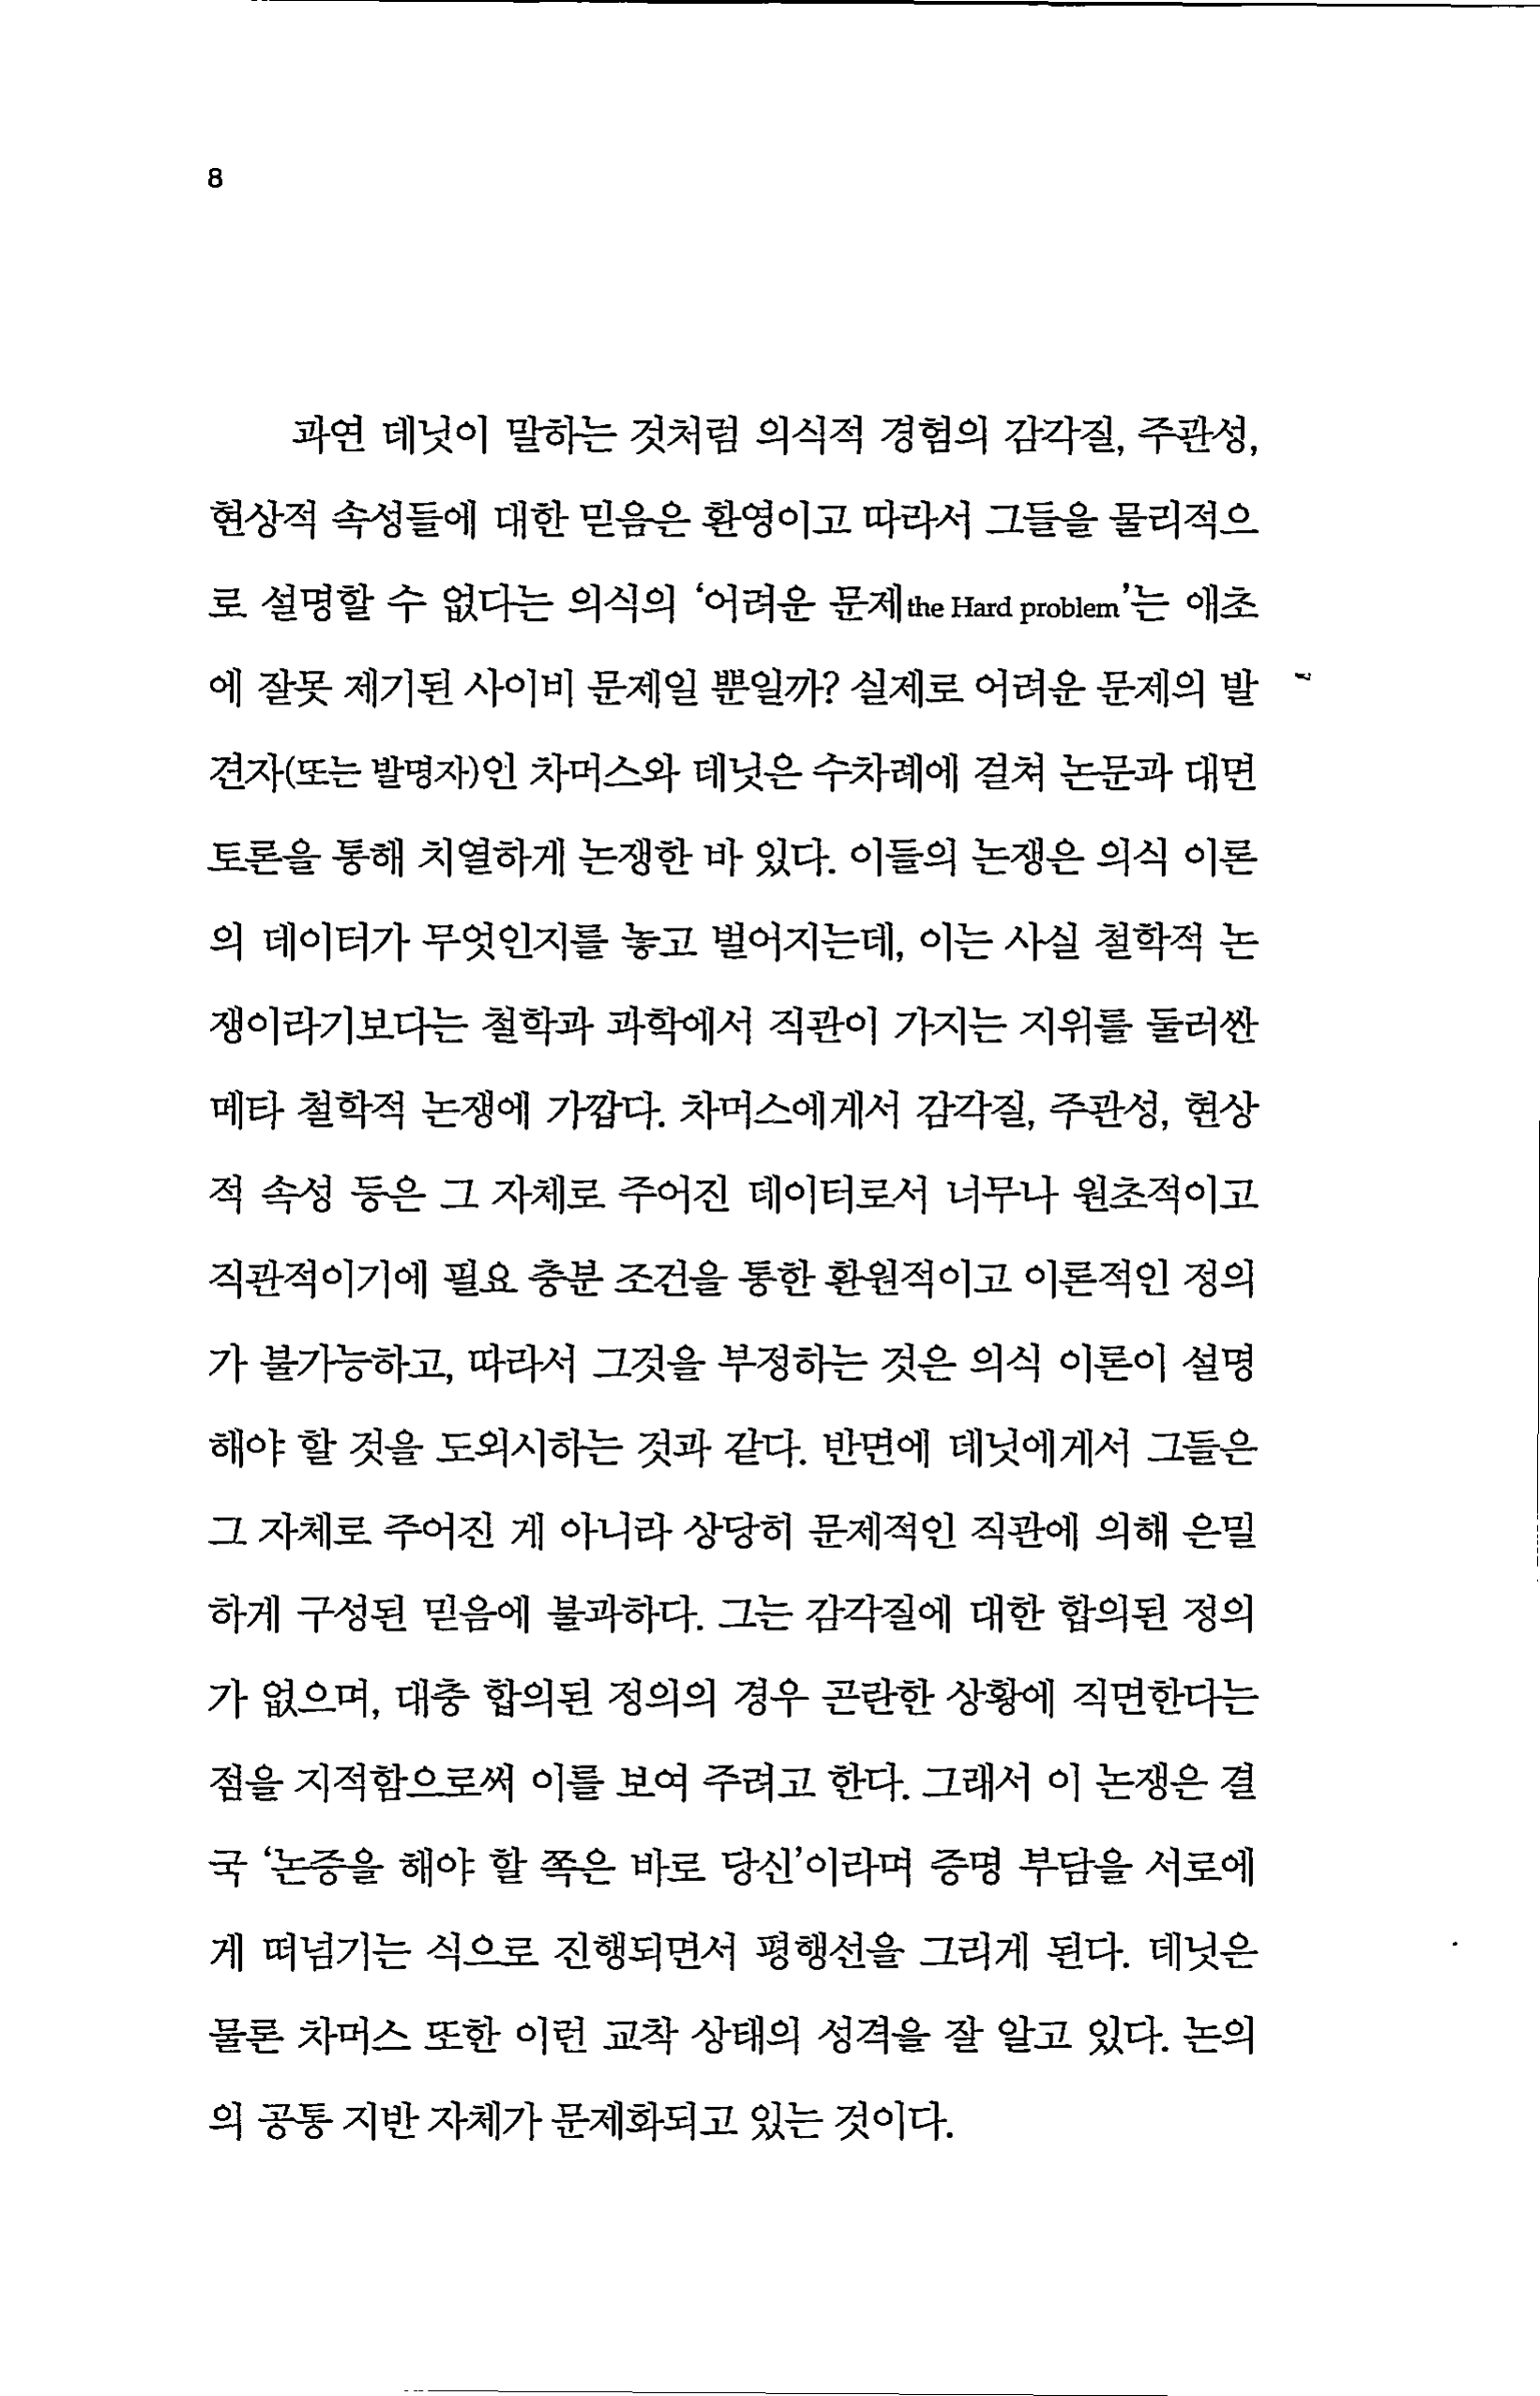 8
과연 데닛이 말하는 것처럼 의식적 경험의 감각질, 주관성,
현상적 속성들에 대한 믿음은 환영이고 따라서 그들을 물리적으
로 설명할 수 없다는 의식의 ‘어려운 문제the Hard problem’는 애초
에 잘못 제기된 사이비 문제일 뿐일까? 실제로 어려운 문제의 발
견자(또는 발명자)인 차머스와 데닛은 수차례에 걸쳐 논문과 대면
토론을 통해 치열하게 논쟁한 바 있다. 이들의 논쟁은 의식 이론
의 데이터가 무엇인지를 놓고 벌어지는데, 이는 사실 철학적 논
쟁이라기보다는 철학과 과학에서 직관이 가지는 지위를 둘러싼
메타 철학적 논쟁에 가깝다. 차머스에게서 감각질, 주관성, 현상
적 속성 등은 그 자체로 주어진 데이터로서 너무나 원초적이고
직관적이기에 필요 충분 조건을 통한 환원적이고 이론적인 정의
가 불가능하고, 따라서 그것을 부정하는 것은 의식 이론이 설명
해야 할 것을 도외시하는 것과 같다. 반면에 데닛에게서 그들은
그 자체로 주어진 게 아니라 상당히 문제적인 직관에 의해 은밀
하게 구성된 믿음에 불과하다. 그는 감각질에 대한 합의된 정의
가 없으며, 대충 합의된 정의의 경우 곤란한 상황에 직면한다는
점을 지적함으로써 이를 보여 주려고 한다. 그래서 이 논쟁은 결
국 ‘논증을 해야 할 쪽은 바로 당신’이라며 증명 부담을 서로에
게 떠넘기는 식으로 진행되면서 평행선을 그리게 된다. 데닛은
물론 차머스 또한 이런 교착 상태의 성격을 잘 알고 있다. 논의
의 공통 지반 자체가 문제화되고 있는 것이다.